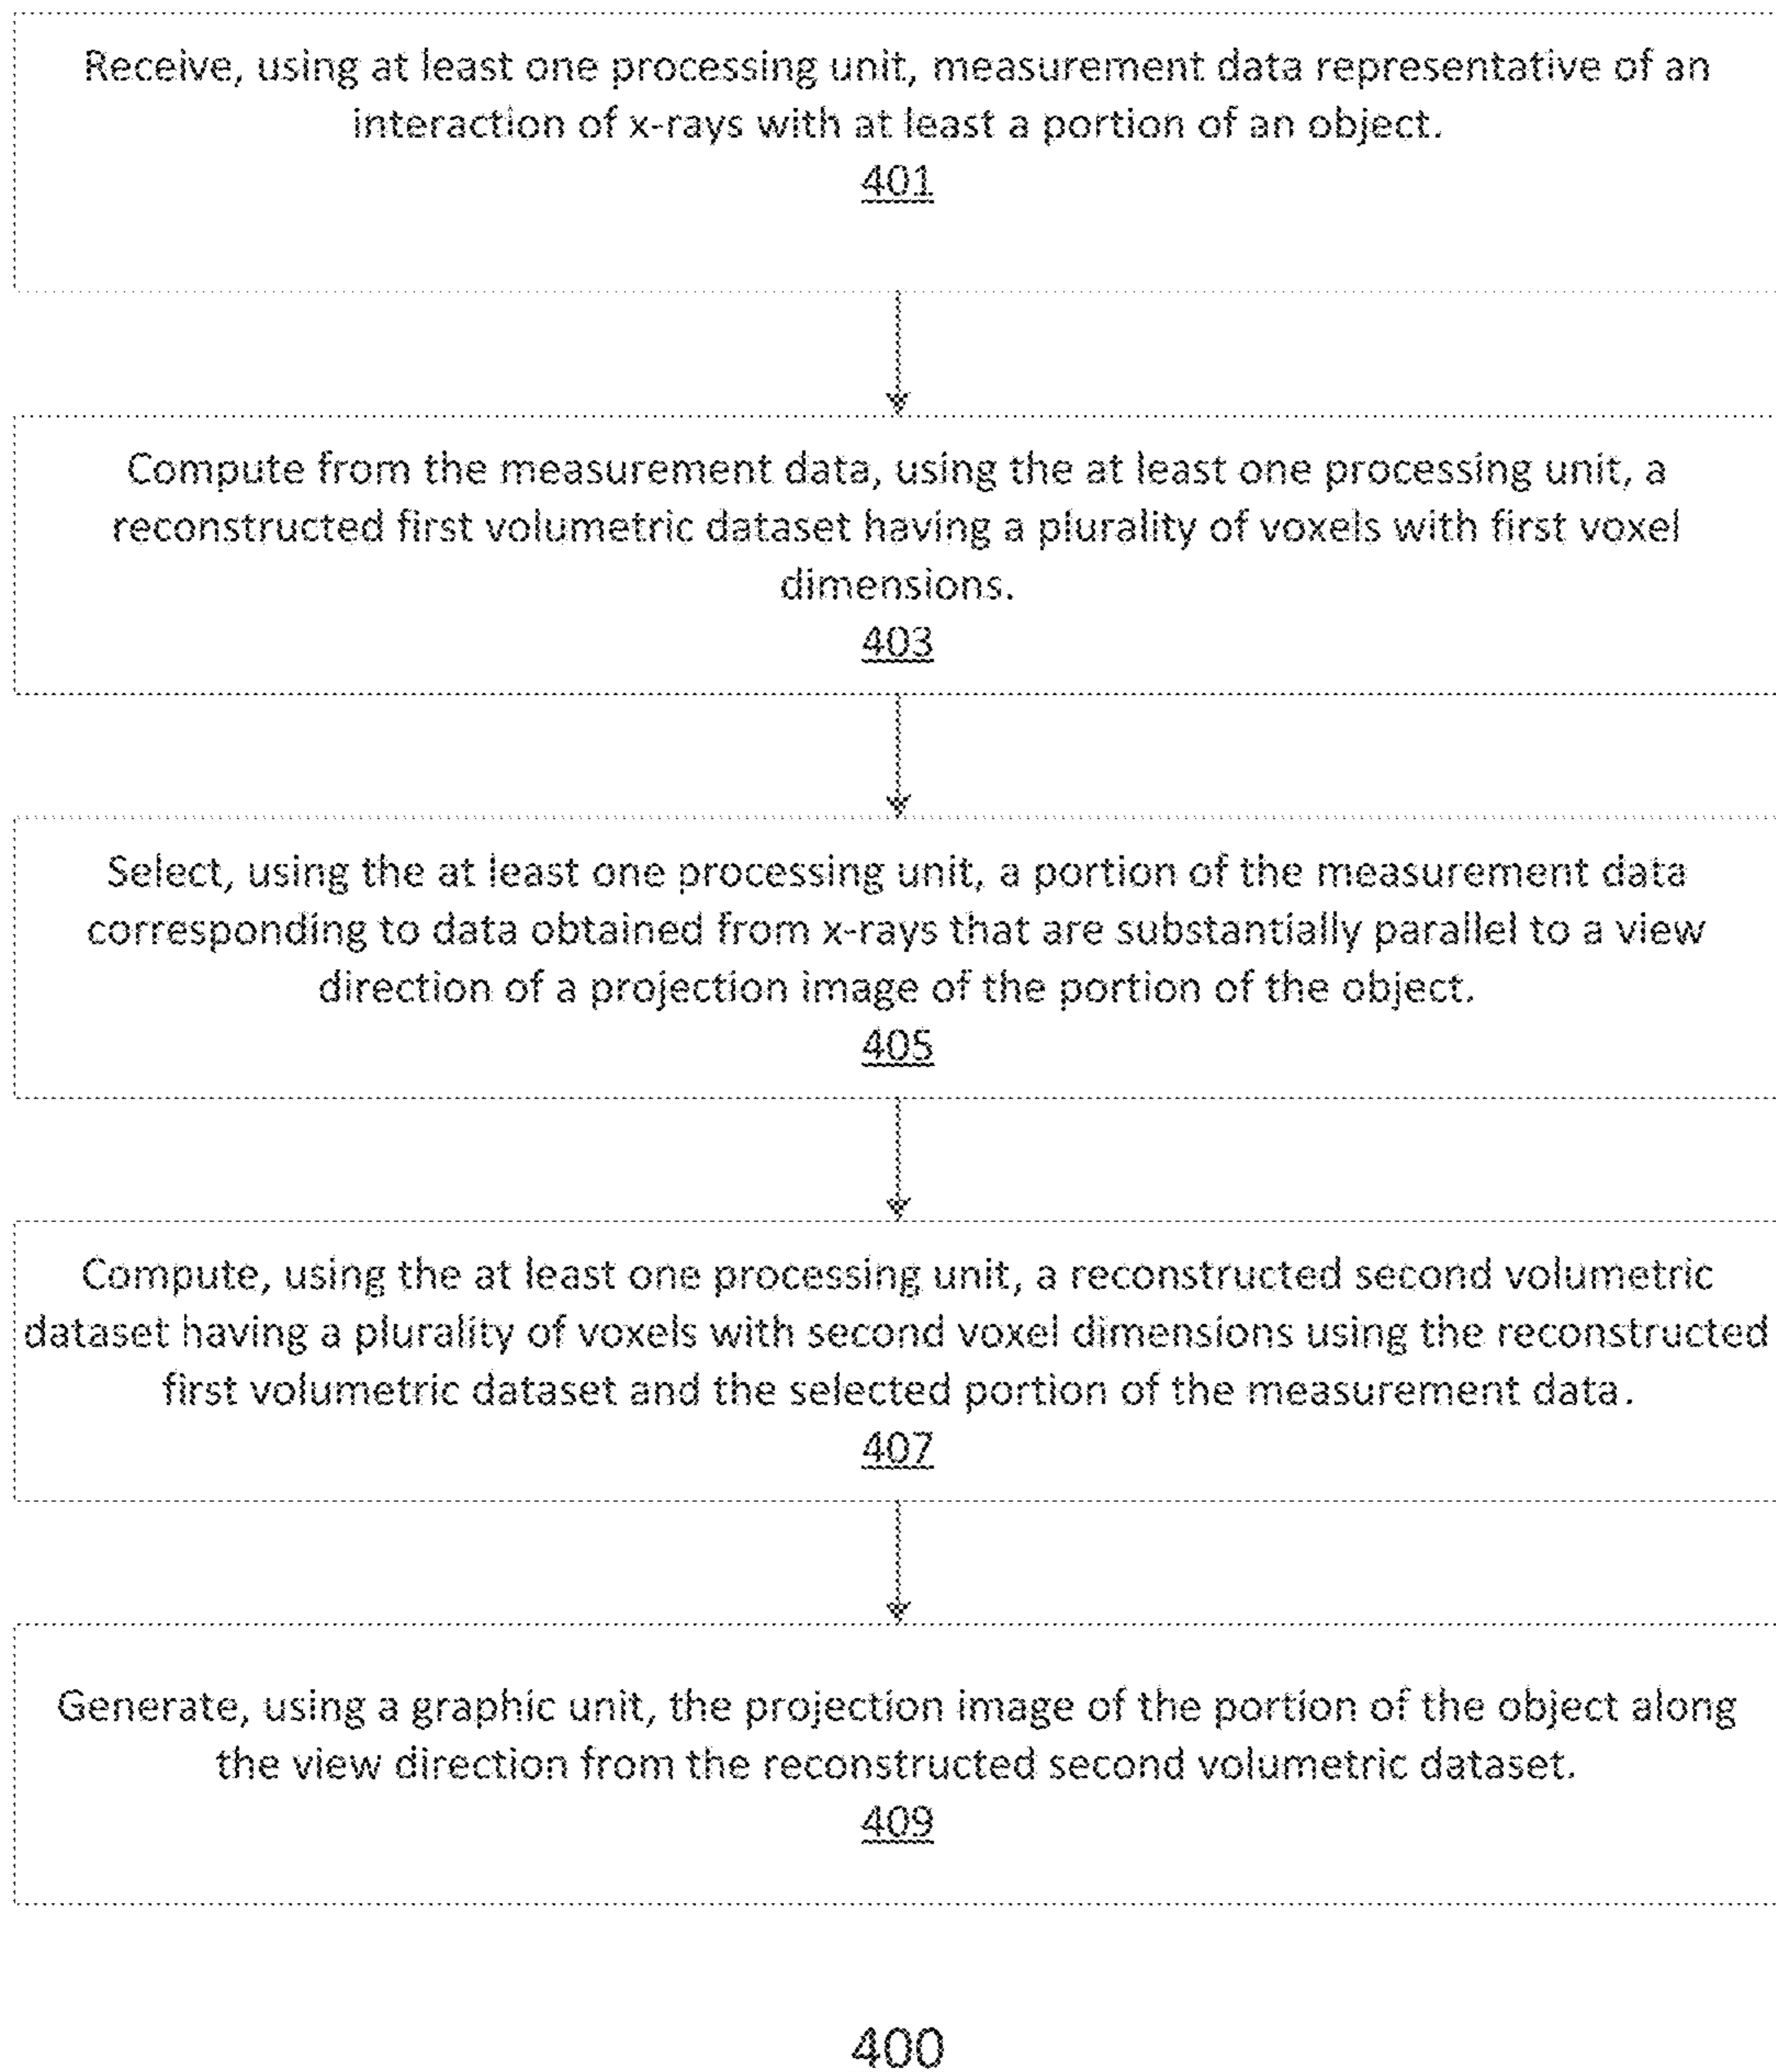 Receive, using at least one processing unit, measurement data representative of an
interaction of x-rays with at least a portion of an object.
401
Compute from the measurement data, using the at least one processing unit, a
reconstructed first volumetric dataset having a plurality of voxels with first voxel
dimensions.
403
Select, using the at least one processing unit, a portion of the measurement data
corresponding to data obtained from x-rays that are substantially parallel to a view
direction of a projection image of the portion of the object.
405
Compute, using the at least one processing unit, a reconstructed second volumetric
dataset having a plurality of voxels with second voxel dimensions using the reconstructed
first volumetric dataset and the selected portion of the measurement data.
407
Generate, using a graphic unit, the projection image of the portion of the object along
the view direction from the reconstructed second volumetric dataset.
409
400